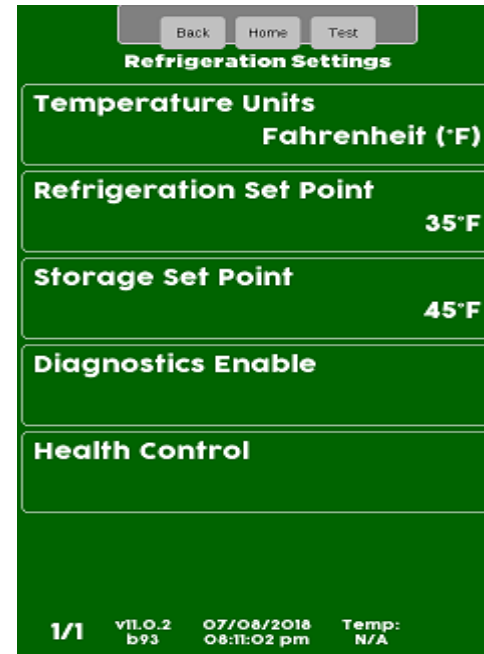 Back Home Test
Refrigeration Settings
Temperature Units
Fahrenheit (°F)
Refrigeration Set Point
35°F
Storage Set Point
45°F
Diagnostics Enable
Health Control
1/1 v11.0.2 07/08/2018 Temp:
b93 08:11:02 pm N/A